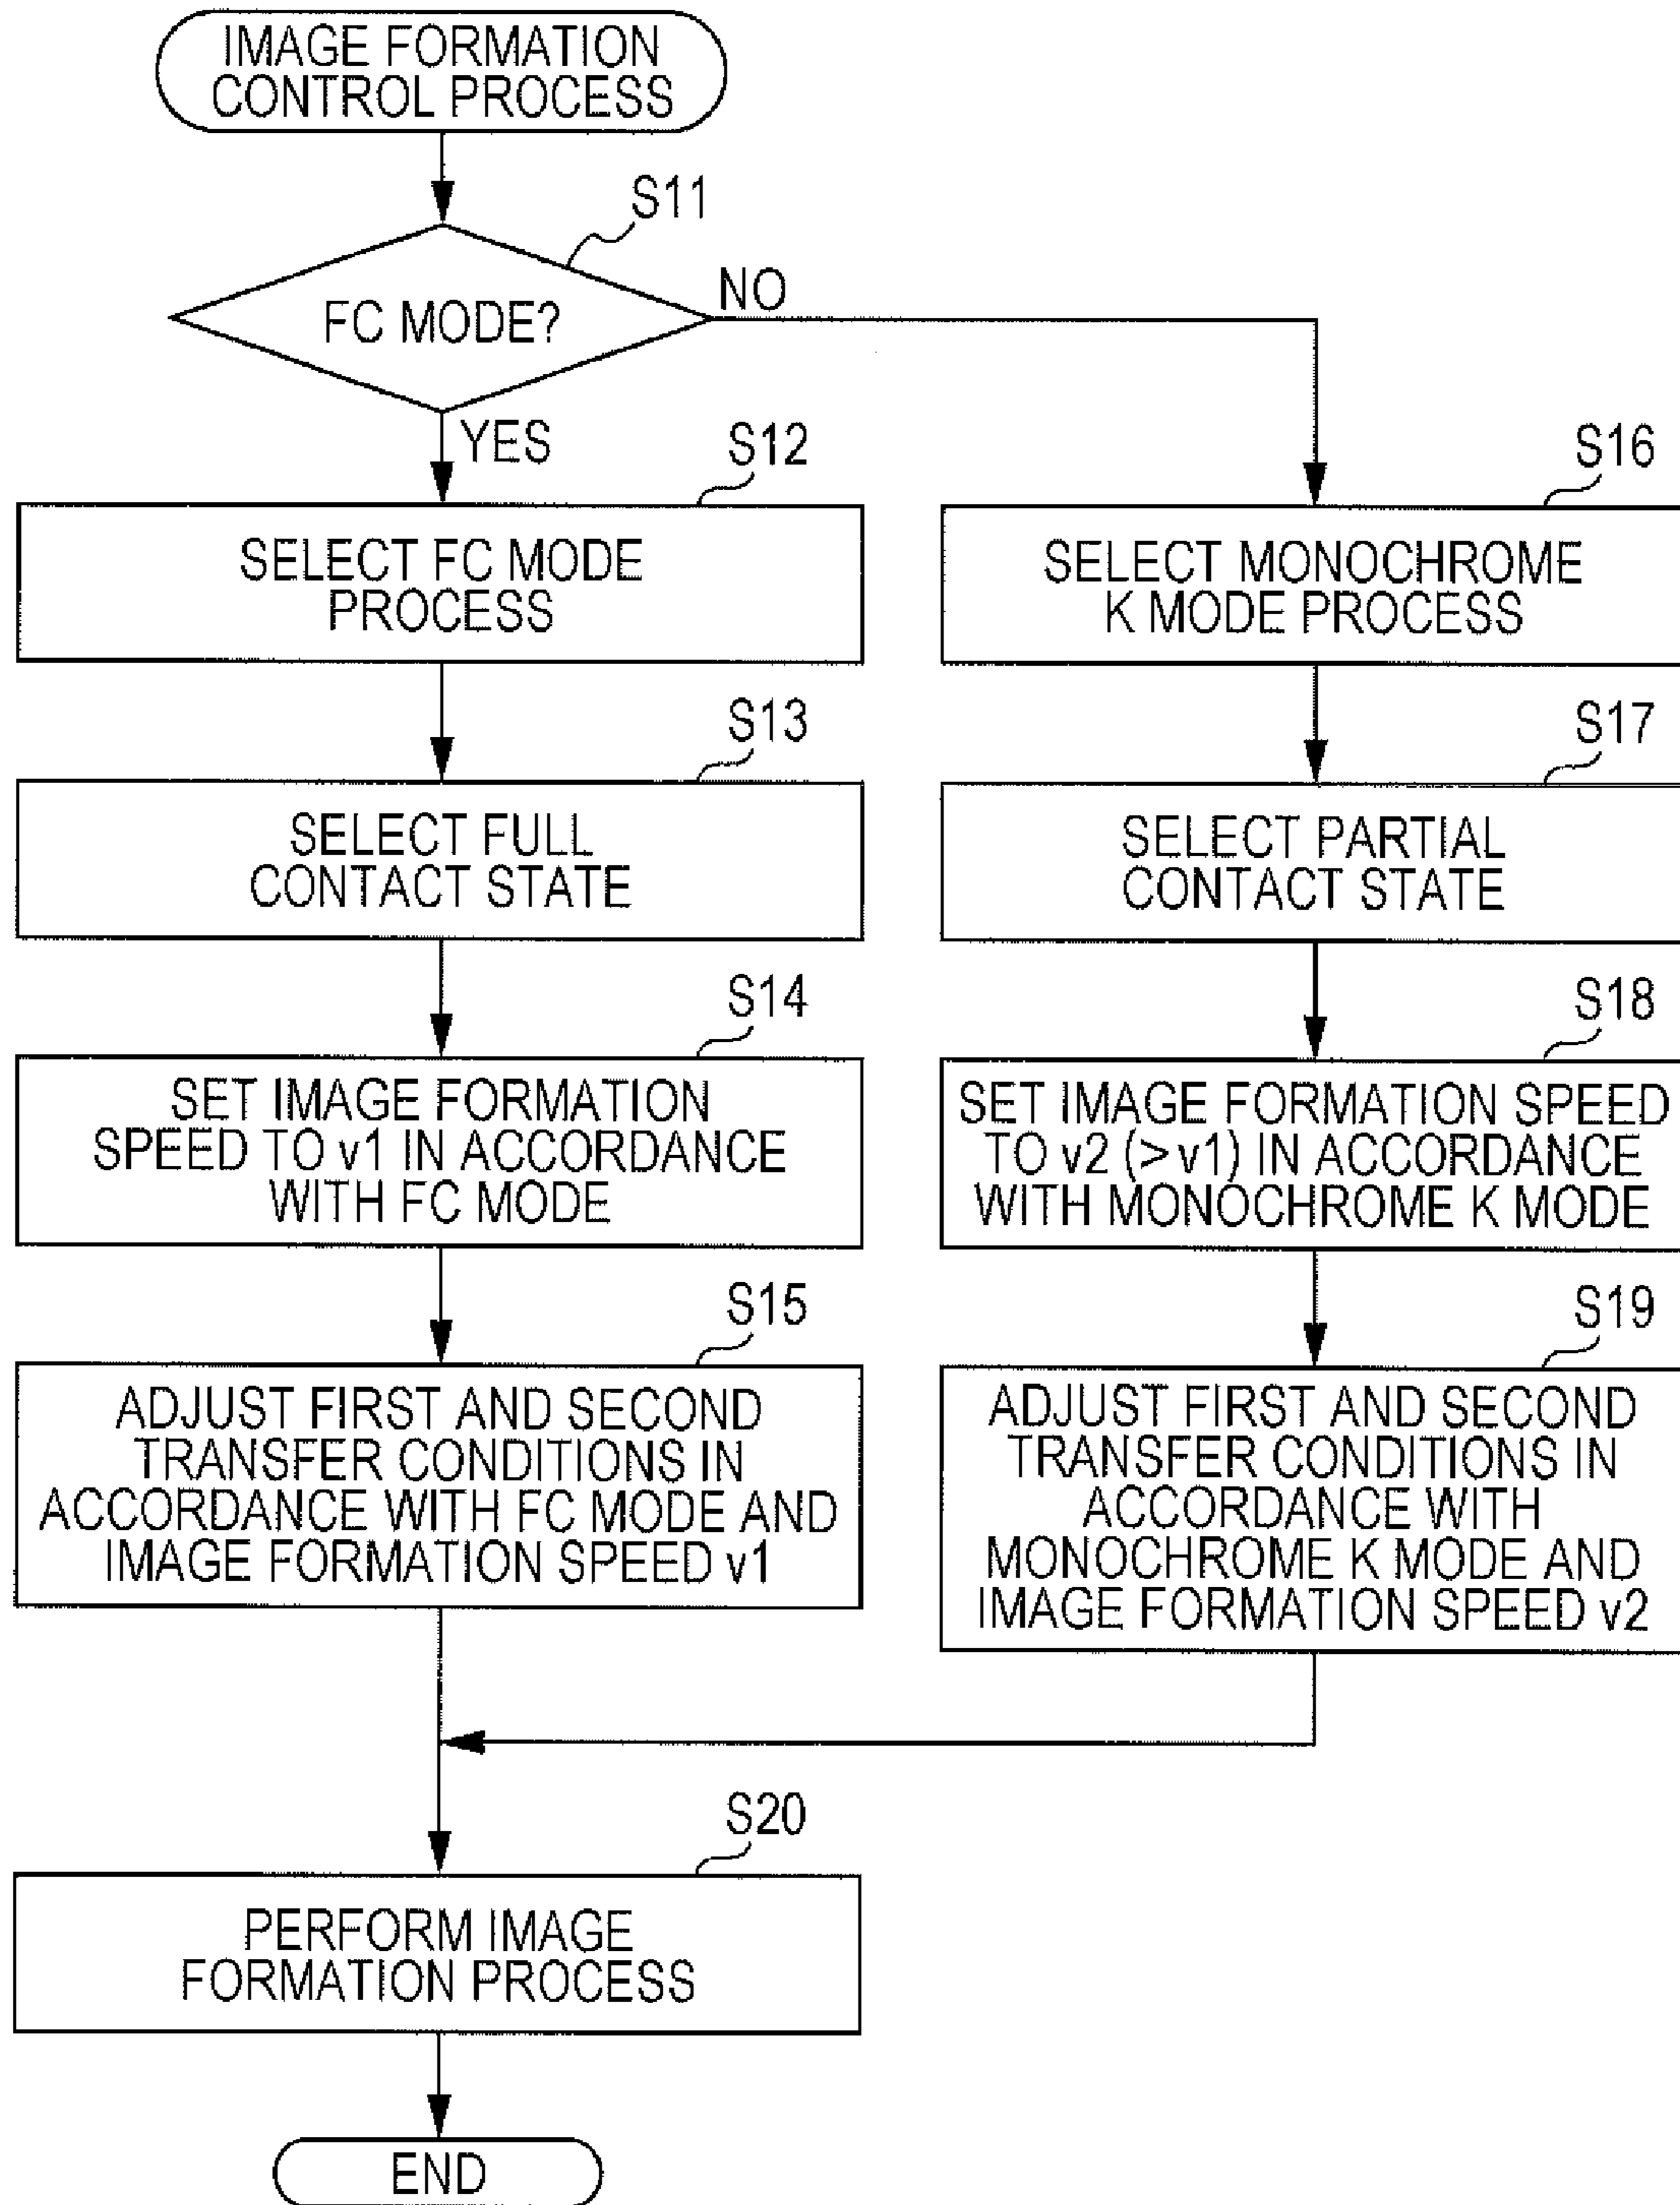 IMAGE FORMATION
CONTROL PROCESS
S11
FC MODE?
NO
YES
S12
SELECT FC MODE
PROCESS
S13
SELECT FULL
CONTACT STATE
S14
SET IMAGE FORMATION
SPEED TO v1 IN ACCORDANCE
WITH FC MODE
S15
ADJUST FIRST AND SECOND
TRANSFER CONDITIONS IN
ACCORDANCE WITH FC MODE AND
IMAGE FORMATION SPEED v1
S16
SELECT MONOCHROME
K MODE PROCESS
S17
SELECT PARTIAL
CONTACT STATE
S18
SET IMAGE FORMATION SPEED
TO v2 (> v1) IN ACCORDANCE
WITH MONOCHROME K MODE
S19
ADJUST FIRST AND SECOND
TRANSFER CONDITIONS IN
ACCORDANCE WITH
MONOCHROME K MODE AND
IMAGE FORMATION SPEED v2
S20
PERFORM IMAGE
FORMATION PROCESS
END